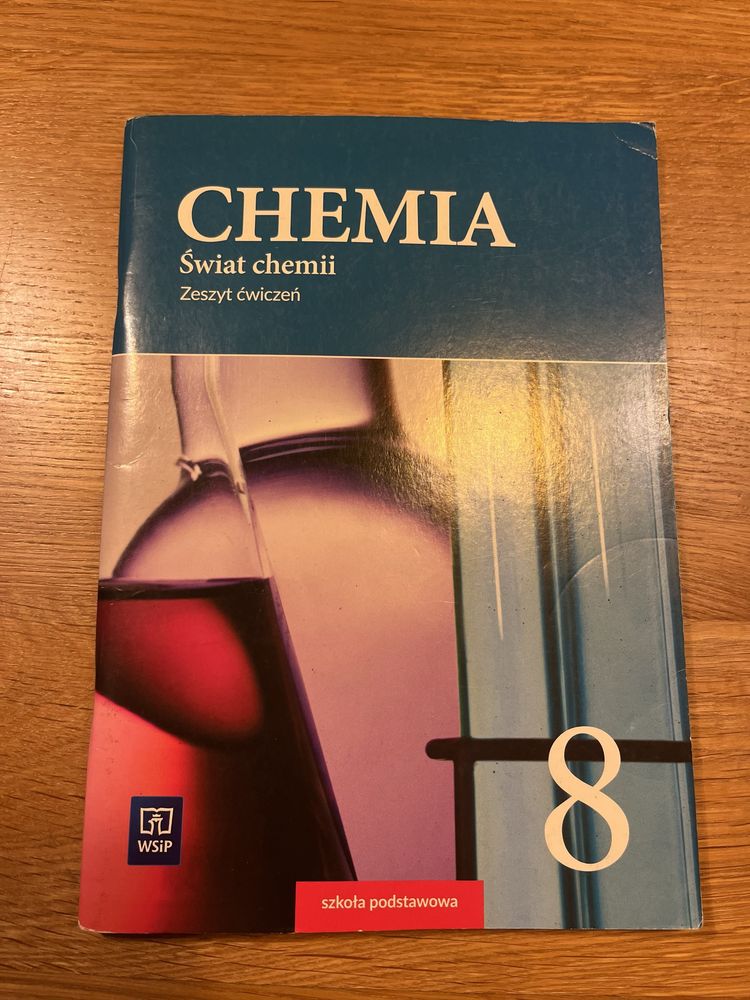 CHEMIA
Świat chemii
Zeszyt ćwiczeń
8
WSiP
szkoła podstawowa